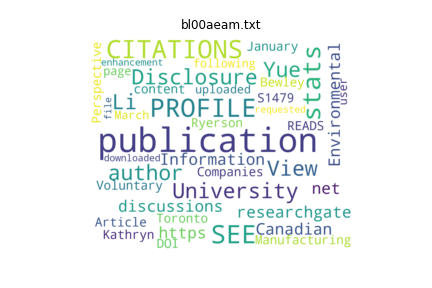 bl00aeam.txt
CITATIONS January
enhancement following
Perspective page Disclosure Yue stats
content uploaded Bewley
file Li PROFILE S1479 user
March Ryerson READS requested
publication Environmental
downloaded Information Companies View
author
Voluntary University net
discussions researchgate
Article Toronto Canadian
Kathryn https SEE Manufacturing
DOI